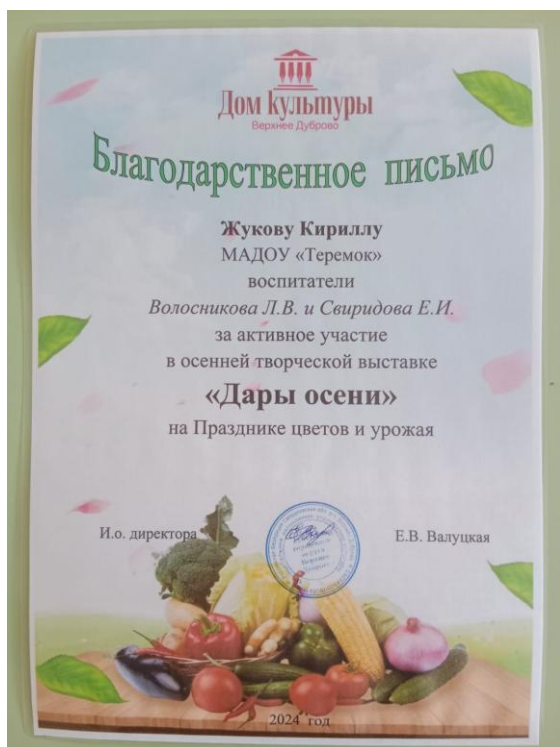 Дом культуры
Верхнее Дуброво
Благодарственное письмо
Жукову Кириллу
МАДОУ «Теремок»
воспитатели
Волосникова Л.В. и Свиридова Е.И.
за активное участие
в осенней творческой выставке
«Дары осени»
на Празднике цветов и урожая
И.о. директора
Е.В. Валуцкая
2024 год